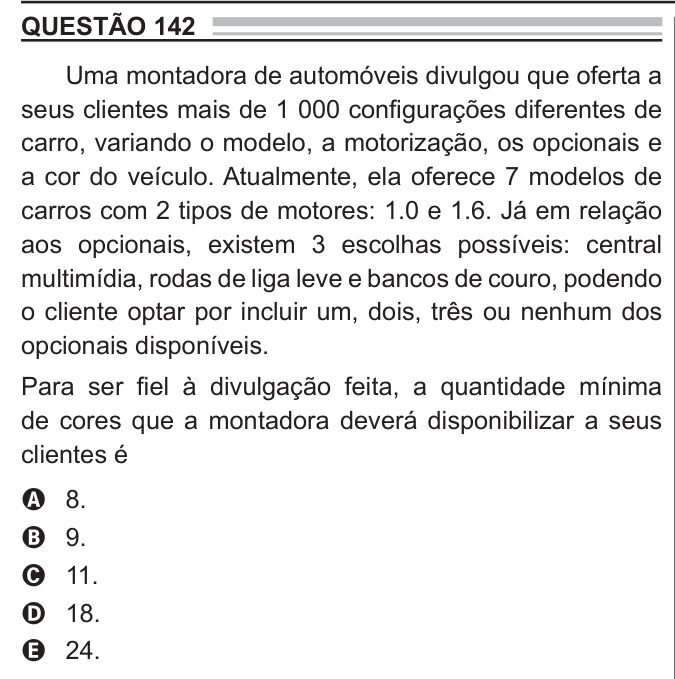 QUESTÃO 142
Uma montadora de automóveis divulgou que oferta a
seus clientes mais de 1 000 configurações diferentes de
carro, variando o modelo, a motorização, os opcionais e
a cor do veículo. Atualmente, ela oferece 7 modelos de
carros com 2 tipos de motores: 1.0 e 1.6. Já em relação
aos opcionais, existem 3 escolhas possíveis: central
multimídia, rodas de liga leve e bancos de couro, podendo
o cliente optar por incluir um, dois, três ou nenhum dos
opcionais disponíveis.
Para ser fiel à divulgação feita, a quantidade mínima
de cores que a montadora deverá disponibilizar a seus
clientes é
A 8.
B 9.
C 11.
D 18.
E 24.